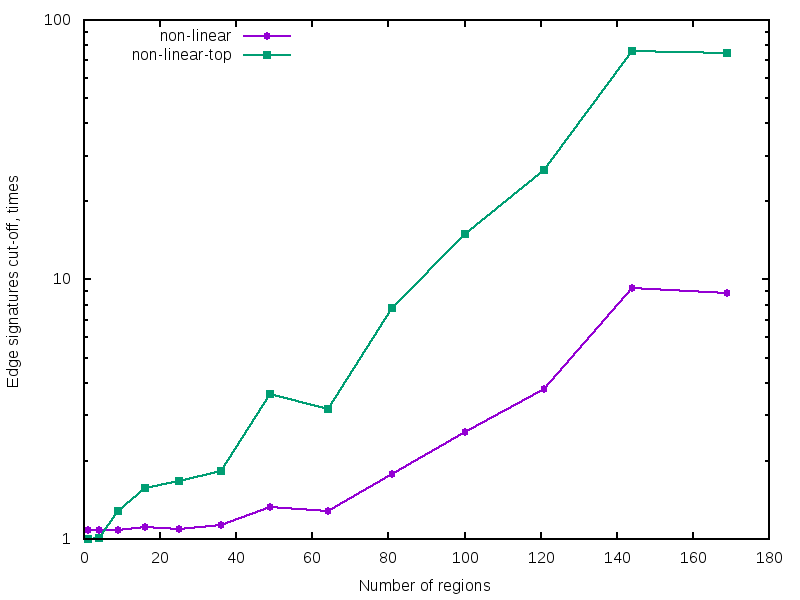 100
non-linear
non-linear-top
Edge signatures cut-off, times
10
1
0 20 40 60 80 100 120 140 160 180
Number of regions